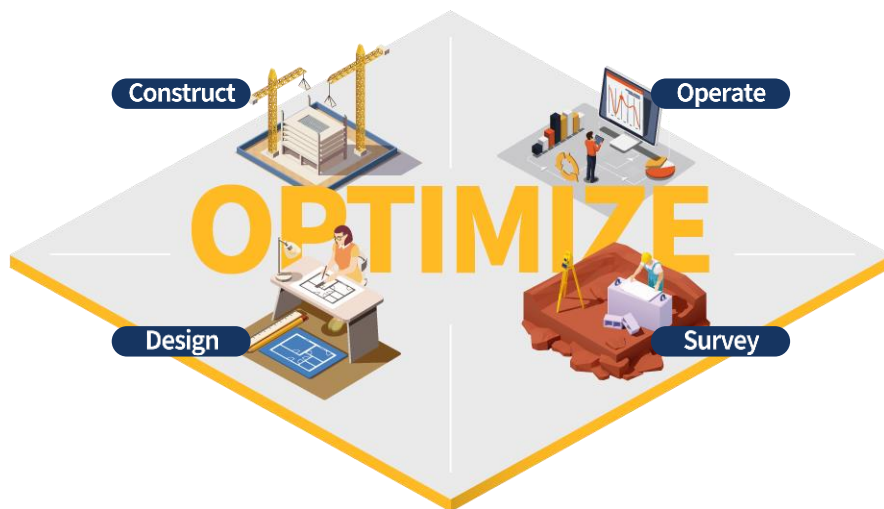 Construct
Operate
OPTIMIZE
Design
Survey